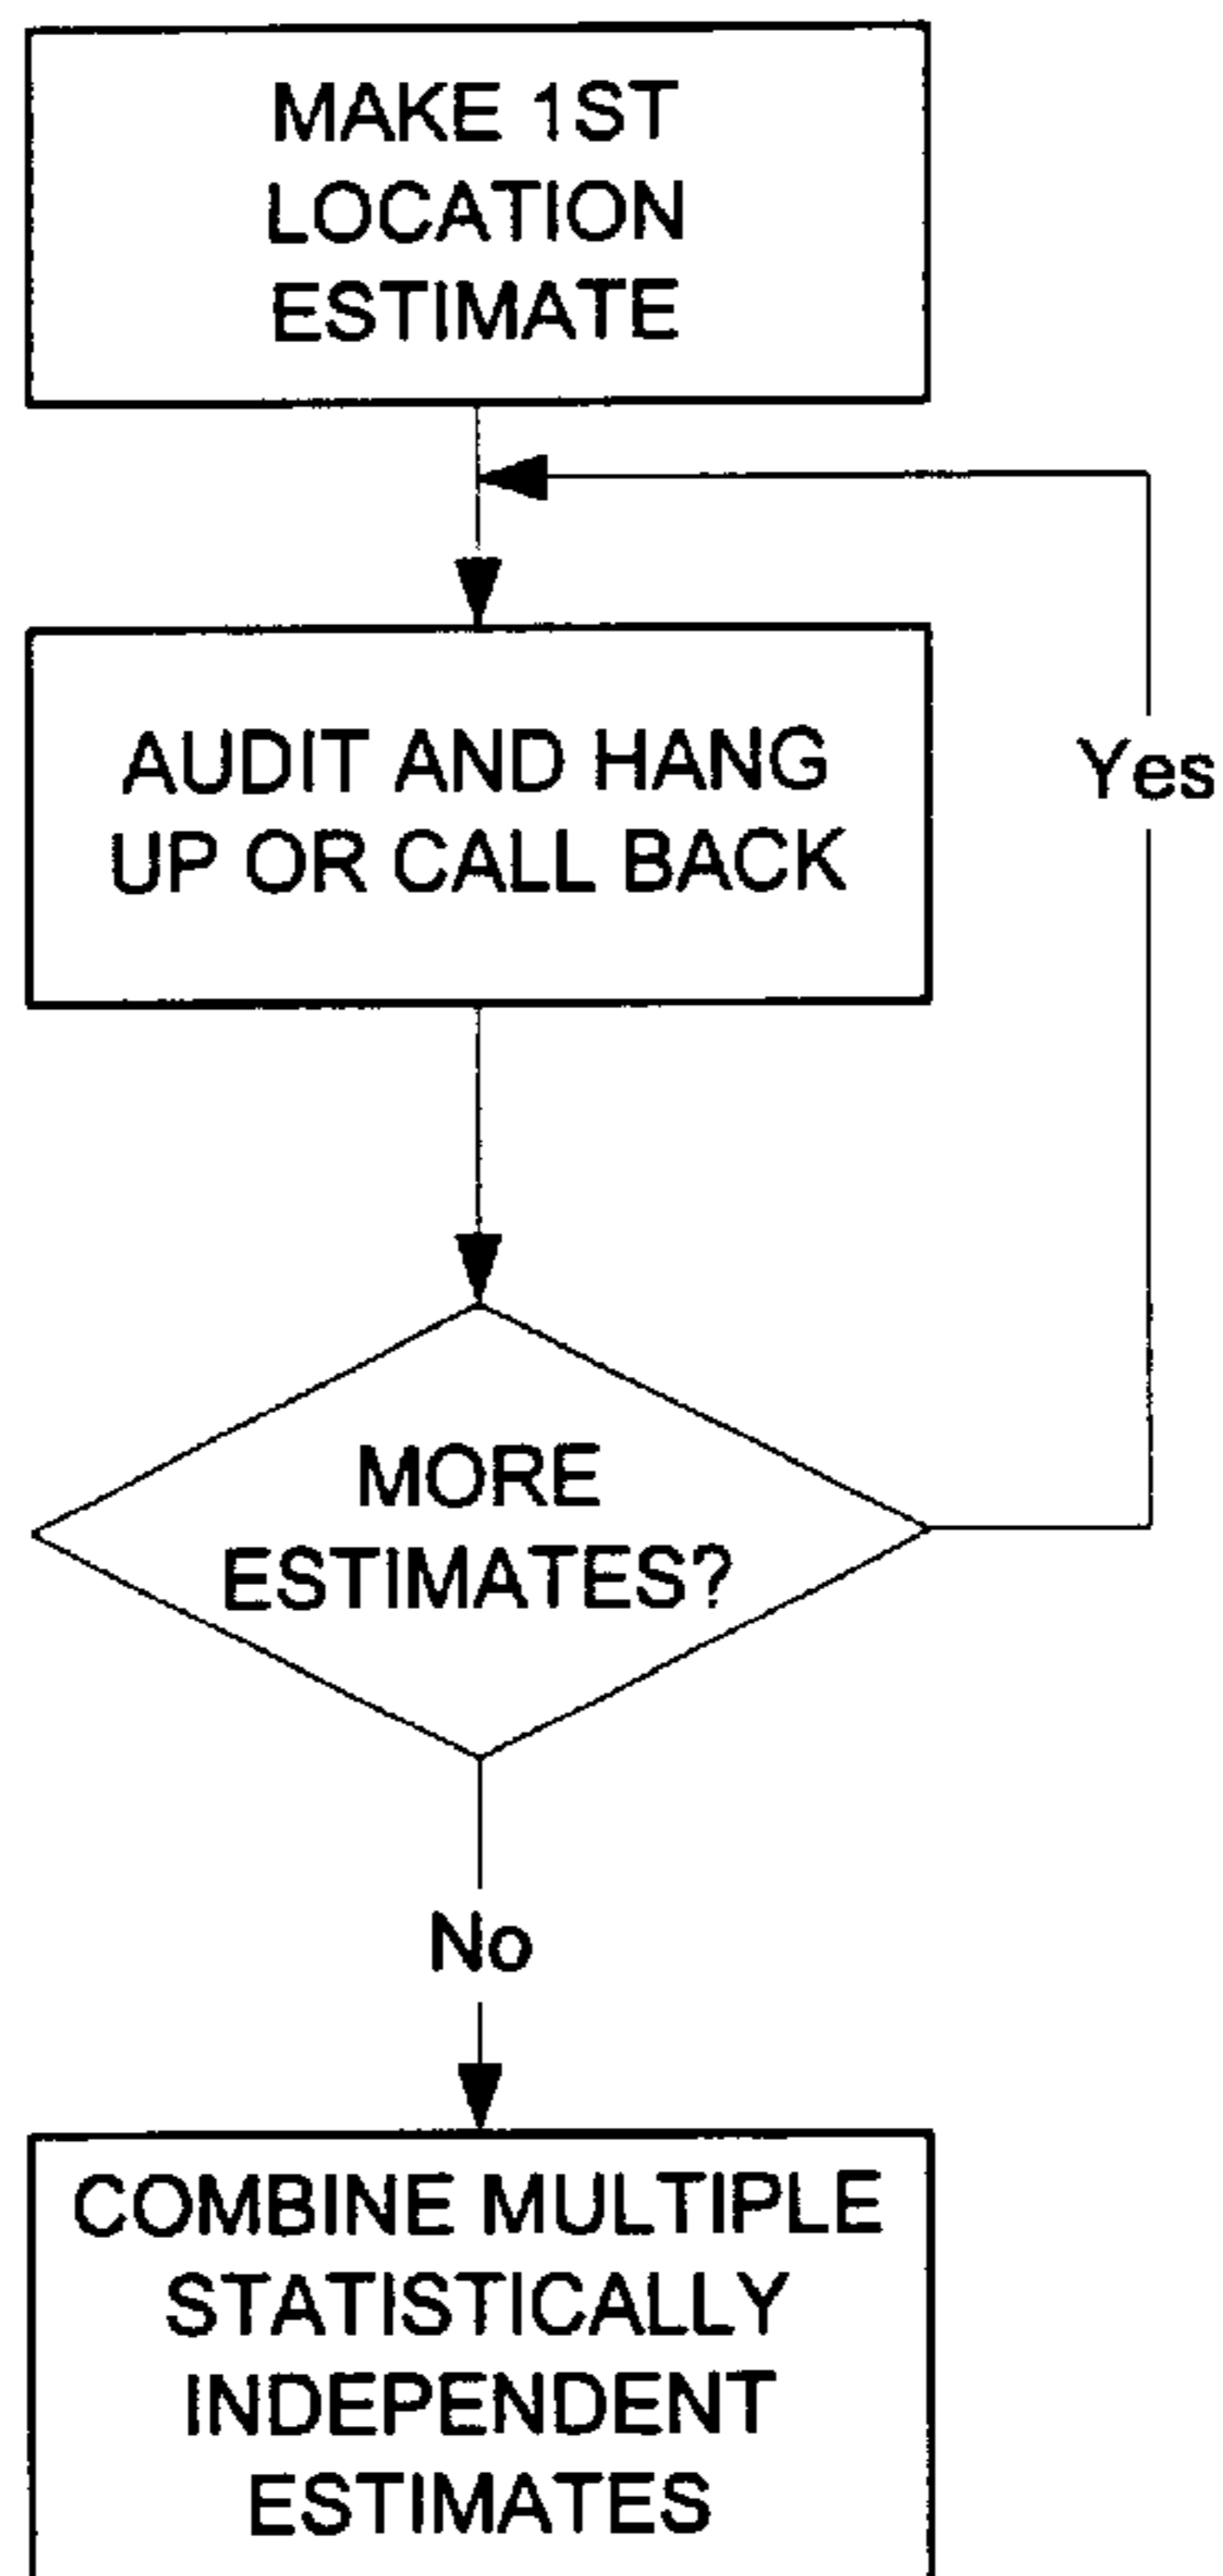 MAKE 1ST
LOCATION
ESTIMATE
AUDIT AND HANG
UP OR CALL BACK
Yes
MORE
ESTIMATES?
No
COMBINE MULTIPLE
STATISTICALLY
INDEPENDENT
ESTIMATES